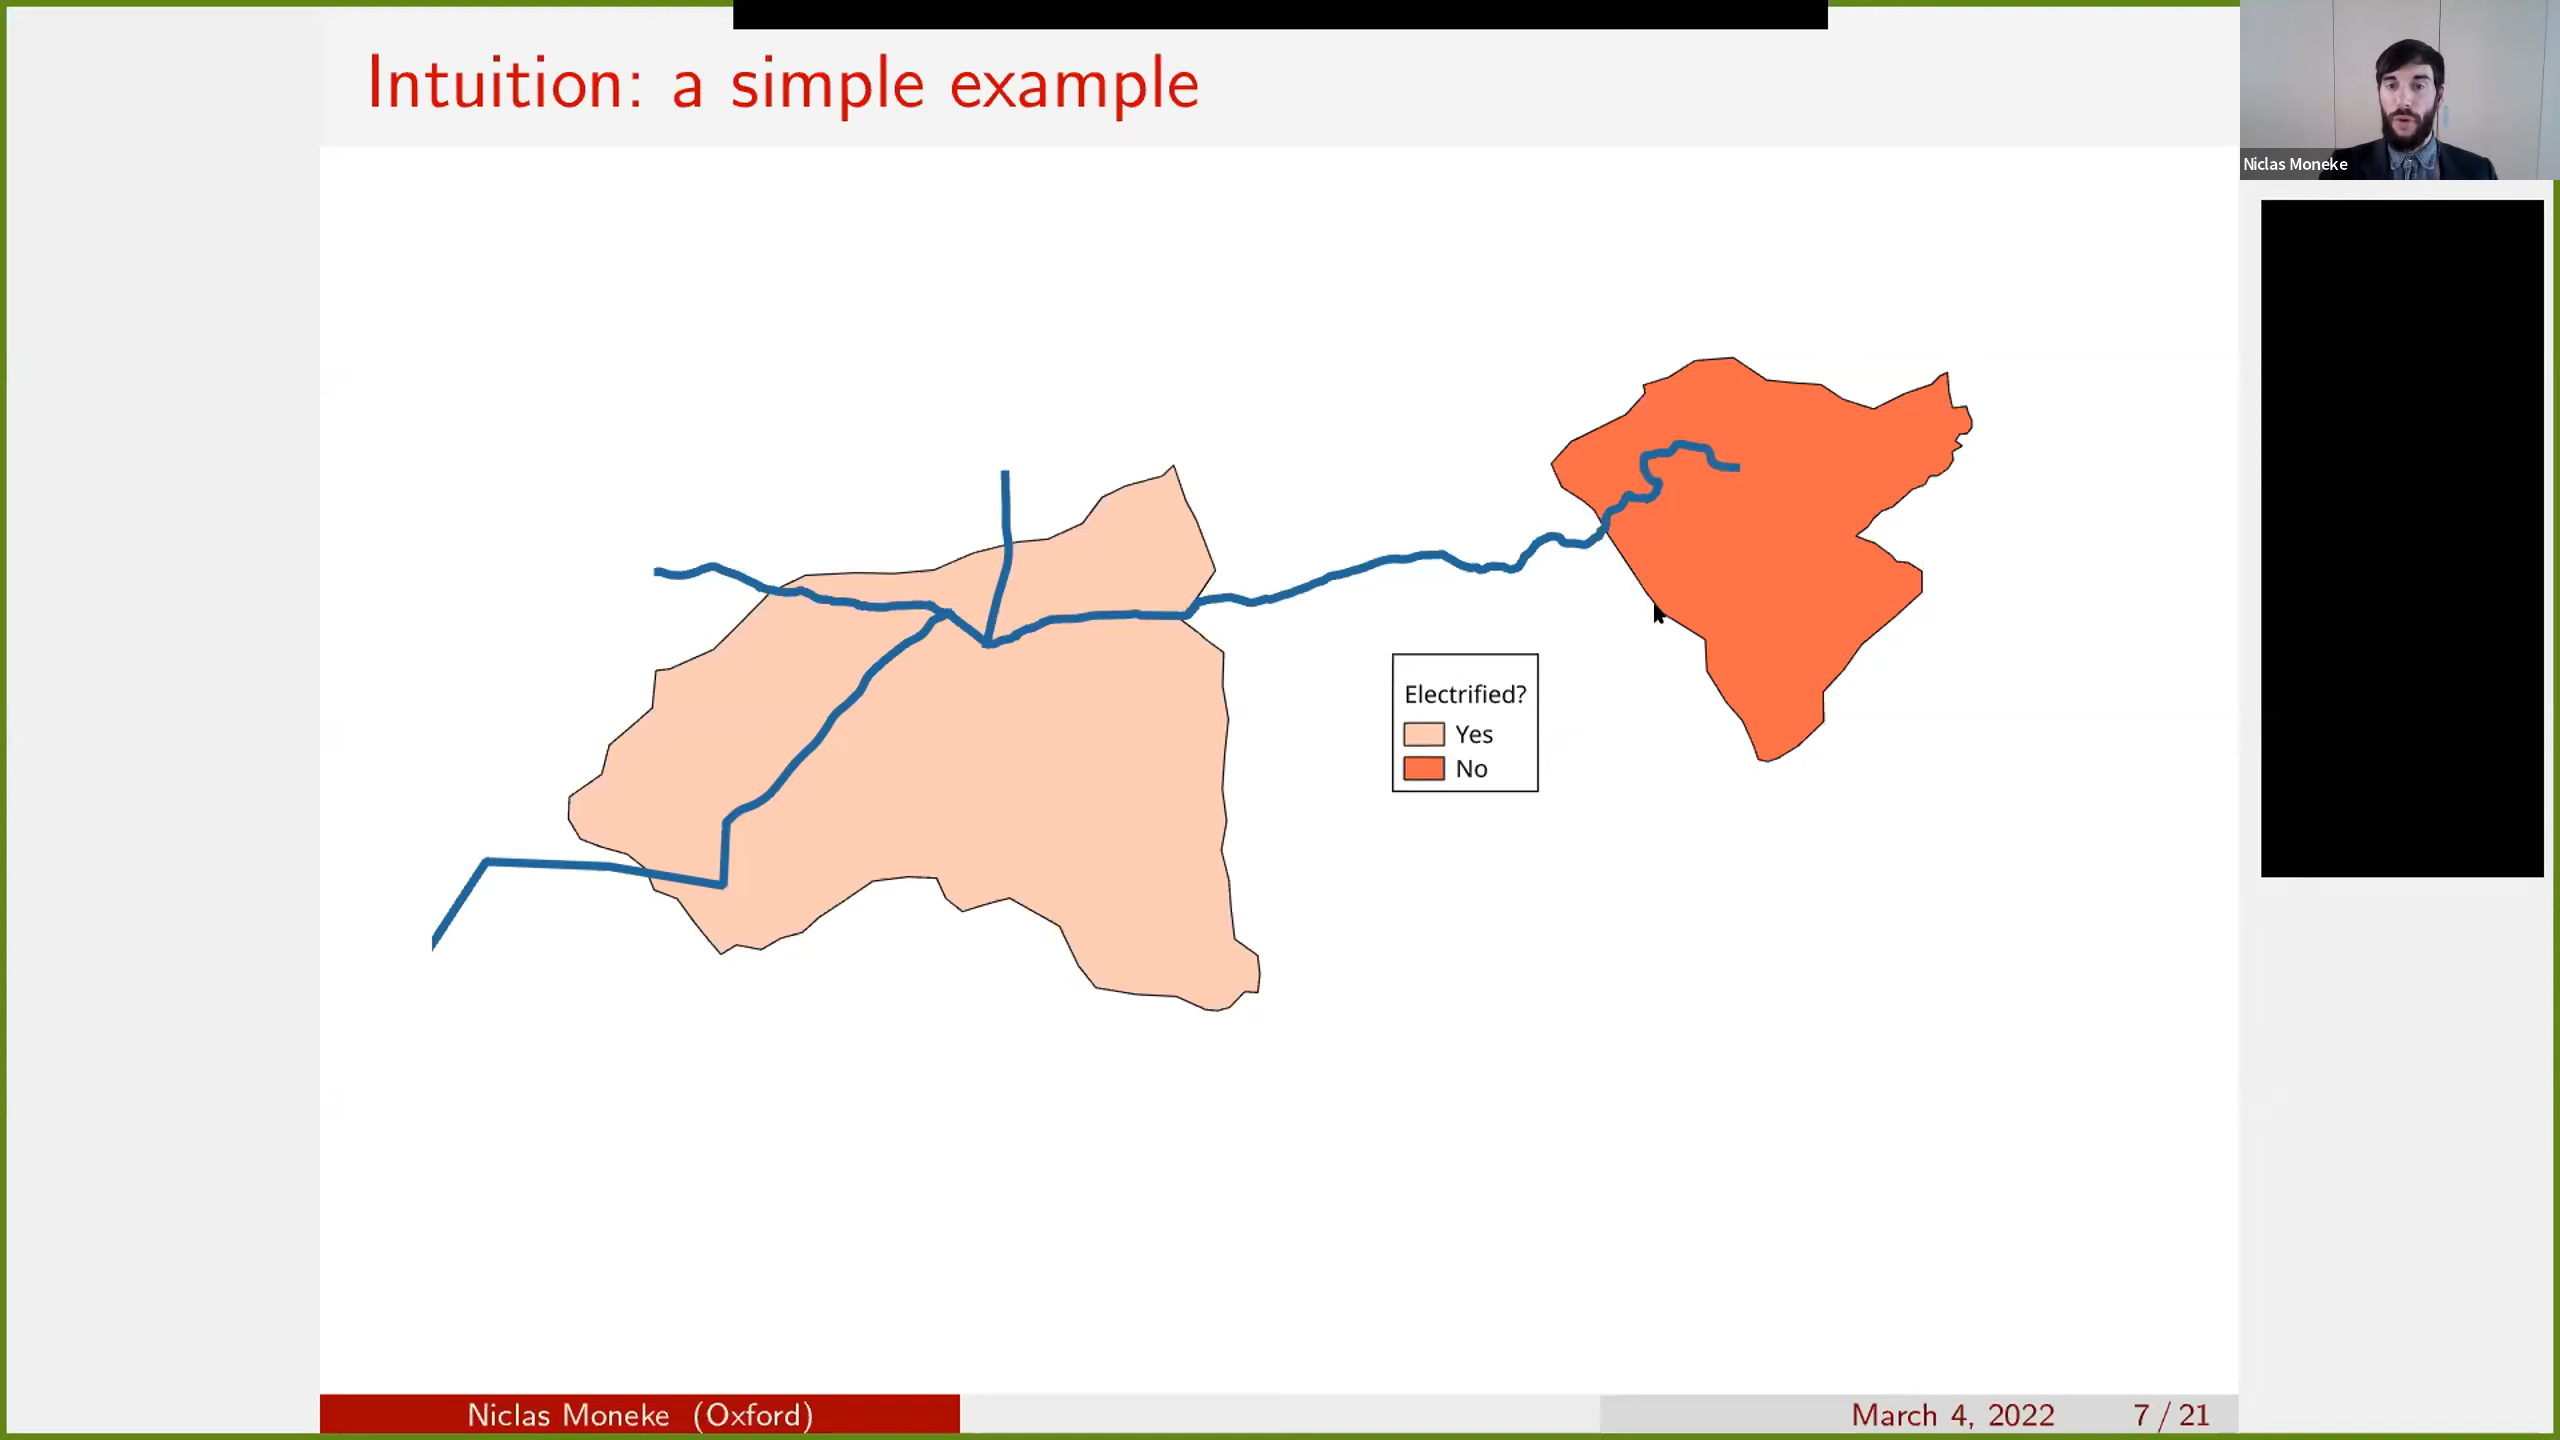 Intuition: a simple example
Niclas Moneke
Electrified?
Yes
No
Niclas Moneke (Oxford)
March 4, 2022
7 / 21